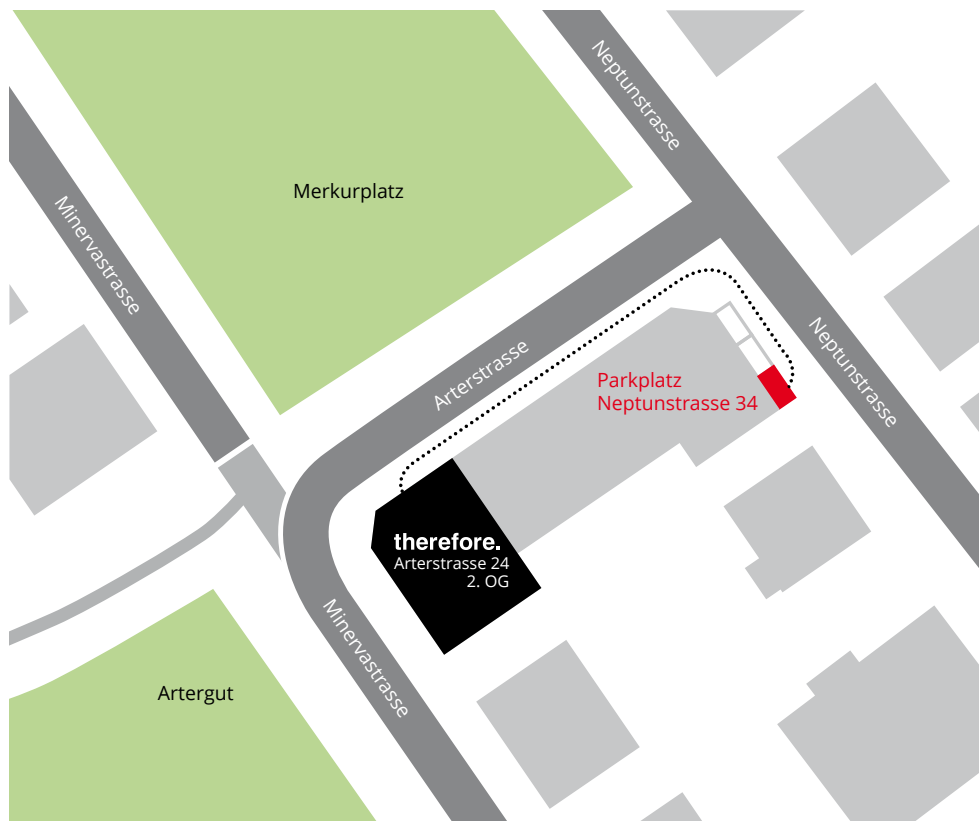 Neptunstrasse
Merkurplatz
Minervastrasse
Neptunstrasse
Arterstrasse
Parkplatz
Neptunstrasse 34
therefore.
Arterstrasse 24
2. OG
Minervastrasse
Artergut